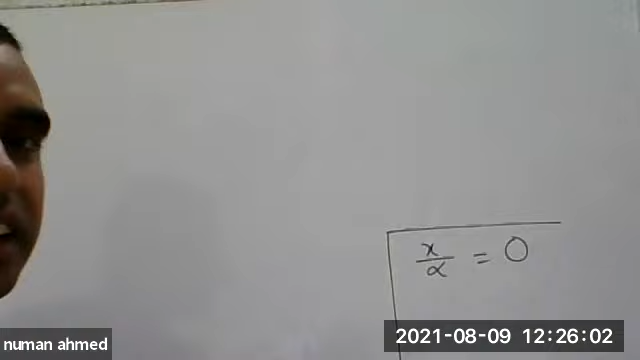 x/α = 0
2021-08-09 12:26:02
numan ahmed